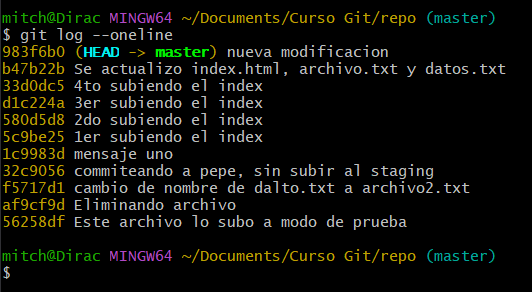 mitch@Dirac MINGW64 ~/Documents/Curso Git/repo (master)
$ git log --oneline
983f6b0 (HEAD -> master) nueva modificacion
b47b22b Se actualizo index.html, archivo.txt y datos.txt
33d0dc5 4to subiendo el index
d1c224a 3er subiendo el index
580d5d8 2do subiendo el index
5c9be25 1er subiendo el index
1c9983d mensaje uno
32c9056 commiteando a pepe, sin subir al staging
f5717d1 cambio de nombre de dalto.txt a archivo2.txt
af9cf9d Eliminando archivo
56258df Este archivo lo subo a modo de prueba
mitch@Dirac MINGW64 ~/Documents/Curso Git/repo (master)
$